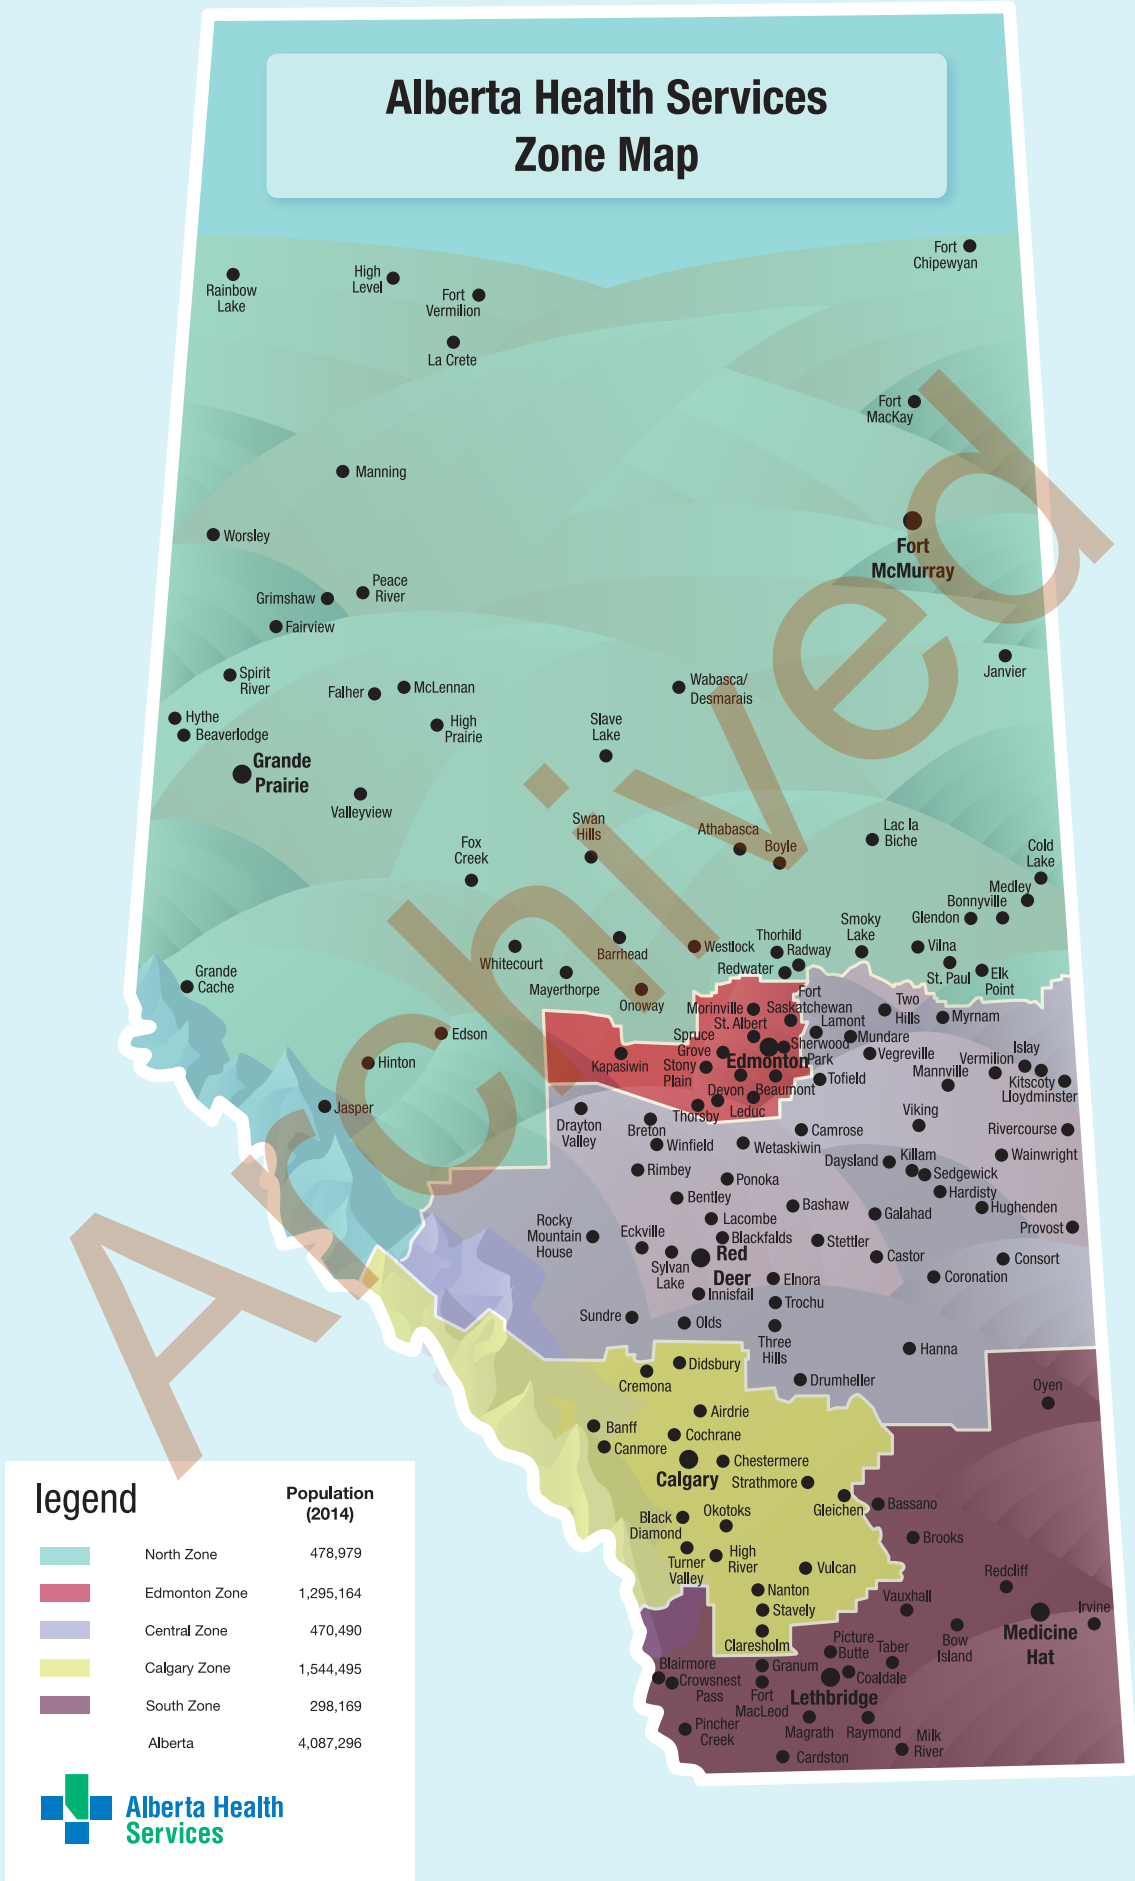 Alberta Health Services
Zone Map
Fort
Chipewyan
Rainbow
Lake
High
Level
Fort
Vermilion
La Crete
Fort
MacKay
Manning
Worsley
Fort
McMurray
Peace
River
Grimshaw
Fairview
Janvier
Spirit
River
Falher
McLennan
Wabasca/
Desmarais
Hythe
Beaverlodge
High
Prairie
Slave
Lake
Grande
Prairie
Valleyview
Swan
Hills
Athabasca
Boyle
Lac la
Biche
Fox
Creek
Cold
Lake
Medley
Bonnyville
Glendon
Smoky
Lake
Vilna
St. Paul
Elk
Point
Whitecourt
Barrhead
Westlock
Thorhild
Radway
Redwater
Mayerthorpe
Onoway
Grande
Cache
Edson
Hinton
Jasper
Morinville
Fort
Saskatchewan
St. Albert
Lamont
Two
Hills
Myrnam
Spruce
Grove
Edmonton
Sherwood
Park
Mundare
Vegreville
Kapasiwin
Stony
Plain
Devon
Beaumont
Tofield
Mannville
Vermilion
Islay
Kitscoty
Lloydminster
Thorsby
Leduc
Drayton
Valley
Breton
Winfield
Wetaskiwin
Camrose
Viking
Rivercourse
Daysland
Killam
Wainwright
Sedgewick
Hardisty
Hughenden
Rimbey
Ponoka
Bentley
Bashaw
Galahad
Provost
Lacombe
Blackfalds
Rocky
Mountain
House
Eckville
Sylvan
Lake
Red
Deer
Stettler
Castor
Consort
Coronation
Elnora
Innisfail
Trochu
Sundre
Olds
Three
Hills
Hanna
Didsbury
Cremona
Drumheller
Oyen
Airdrie
Banff
Cochrane
Canmore
Calgary
Chestermere
Strathmore
Gleichen
Bassano
Black
Diamond
Okotoks
Brooks
Turner
Valley
High
River
Vulcan
Redcliff
Nanton
Stavely
Vauxhall
Medicine
Hat
Irvine
Claresholm
Bow
Island
Picture
Butte
Taber
Blairmore
Crowsnest
Pass
Granum
Coaldale
Fort
MacLeod
Lethbridge
Pincher
Creek
Magrath
Raymond
Milk
River
Cardston
Archived
legend
Population
(2014)
North Zone 478,979
Edmonton Zone 1,295,164
Central Zone 470,490
Calgary Zone 1,544,495
South Zone 298,169
Alberta 4,087,296
Alberta Health
Services